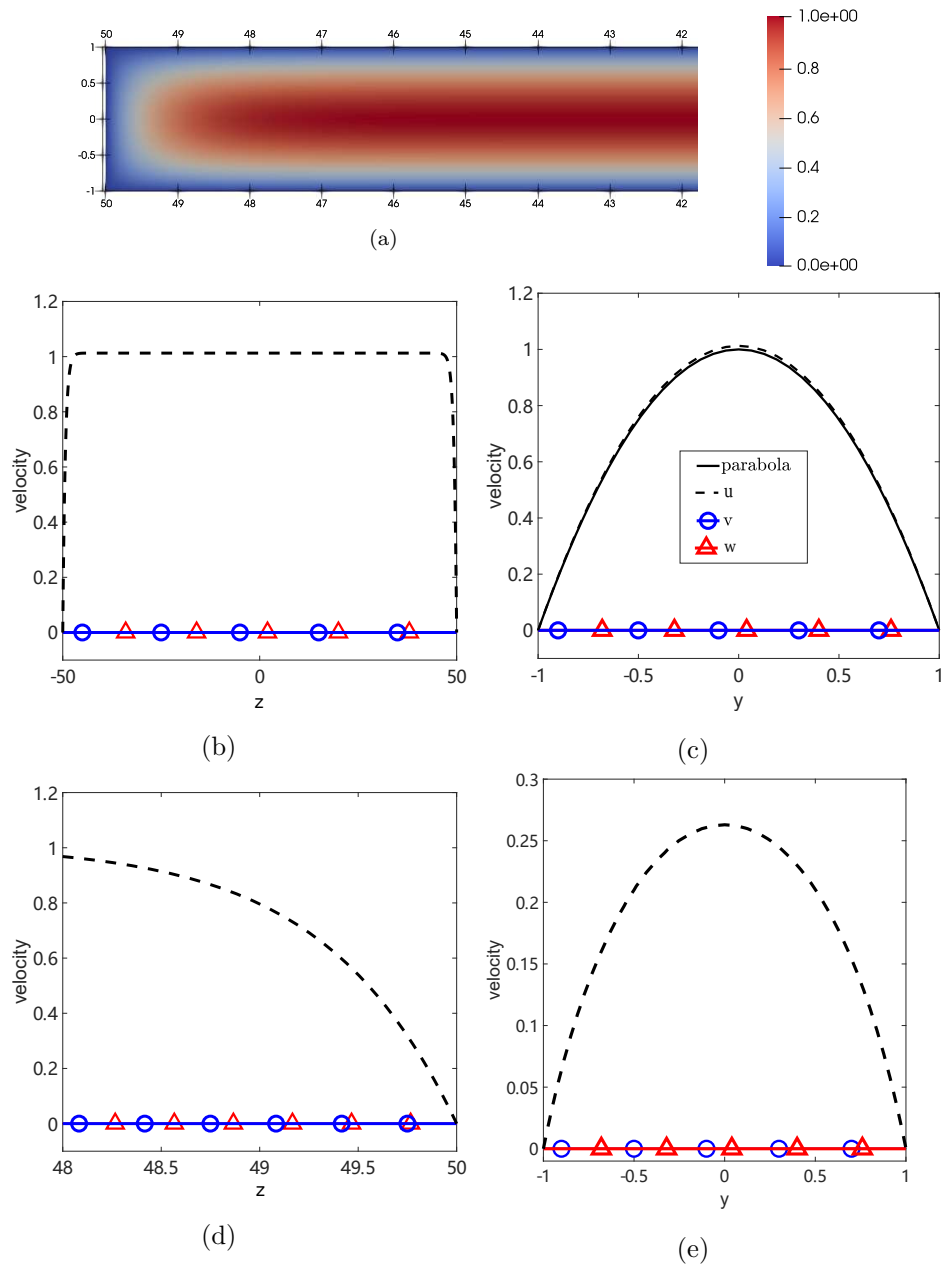 50 49 48 47 46 45 44 43 42
1
0.5
0
-0.5
-1
50 49 48 47 46 45 44 43 42
(a)
1.0e+00
0.8
0.6
0.4
0.2
0.0e+00
1.2
1
0.8
0.6
0.4
0.2
0
velocity
-50 0 50
z
(b)
1.2
1
0.8
0.6
0.4
0.2
0
velocity
parabola
u
v
w
-1 -0.5 0 0.5 1
y
(c)
1.2
1
0.8
0.6
0.4
0.2
0
velocity
48 48.5 49 49.5 50
z
(d)
0.3
0.25
0.2
0.15
0.1
0.05
0
velocity
-1 -0.5 0 0.5 1
y
(e)